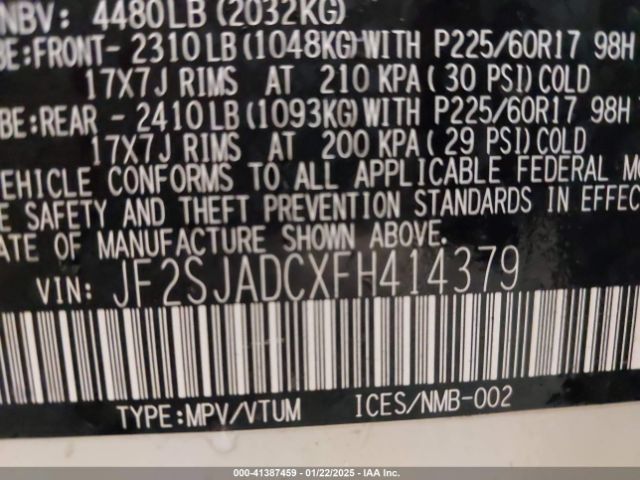 NBV: 4480LB (2032KG)
BE:FRONT- 2310LB(1048KG)WITH P225/60R17 98H
17X7J RIMS AT 210 KPA( 30 PSI)COLD
BE:REAR - 2410LB(1093KG)WITH P225/60R17 98H
17X7J RIMS AT 200 KPA( 29 PSI)COLD
EHICLE CONFORMS TO ALL APPLICABLE FEDERAL MO
E SAFETY AND THEFT PREVENTION STANDARDS IN EFFEC
ATE OF MANUFACTURE SHOWN ABOVE.
VIN: JF2SJADCXFH414379
TYPE:MPV/VTUM ICES/NMB-002
000-41387459 - 01/22/2025 - IAA Inc.